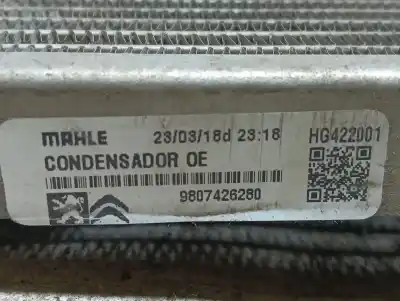 MAHLE 23/03/18d 23:18 HG422001
CONDENSADOR OE
9807426280